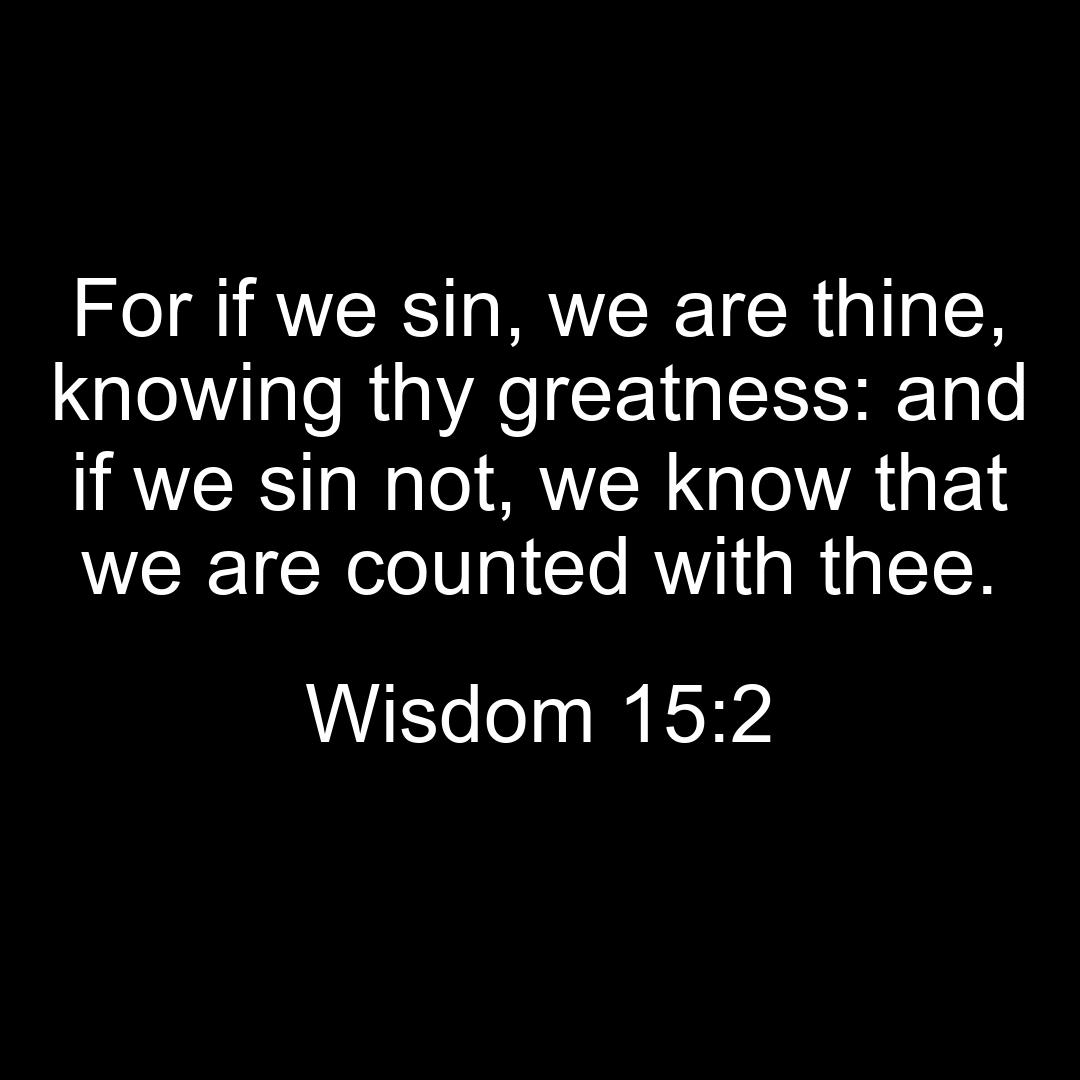 For if we sin, we are thine,
knowing thy greatness: and
if we sin not, we know that
we are counted with thee.
Wisdom 15:2